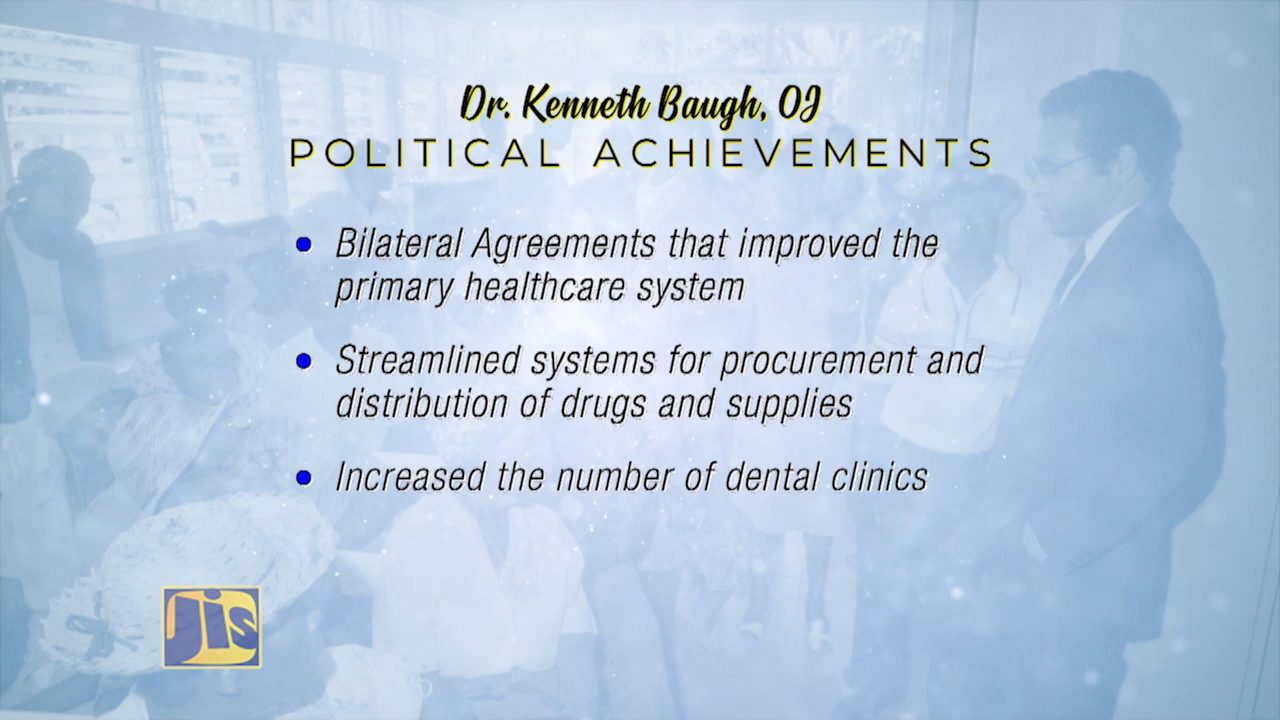 Dr. Kenneth Baugh, OJ
POLITICAL ACHIEVEMENTS
• Bilateral Agreements that improved the
primary healthcare system
• Streamlined systems for procurement and
distribution of drugs and supplies
• Increased the number of dental clinics
Jis